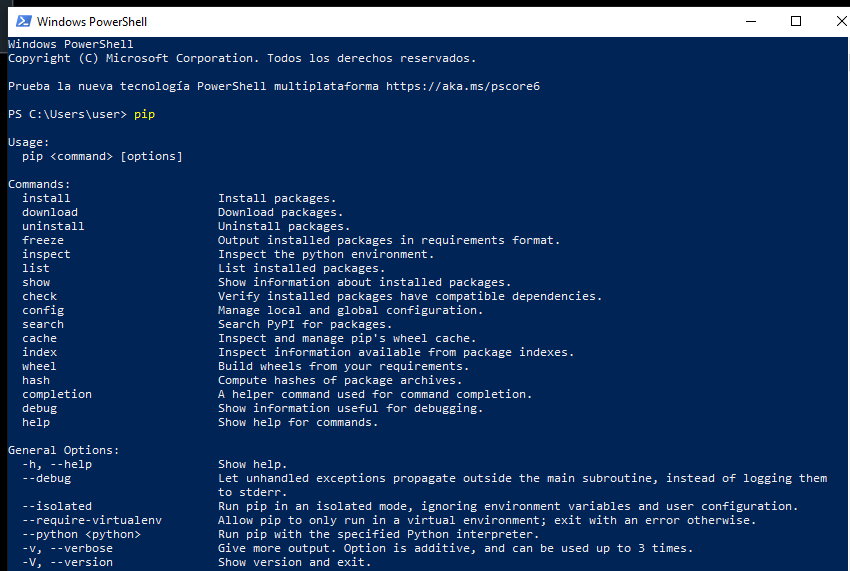 Windows PowerShell
Windows PowerShell
Copyright (C) Microsoft Corporation. Todos los derechos reservados.
Prueba la nueva tecnología PowerShell multiplataforma https://aka.ms/pscore6
PS C:\Users\user> pip
Usage:
  pip <command> [options]
Commands:
  install                     Install packages.
  download                    Download packages.
  uninstall                   Uninstall packages.
  freeze                      Output installed packages in requirements format.
  inspect                     Inspect the python environment.
  list                        List installed packages.
  show                        Show information about installed packages.
  check                       Verify installed packages have compatible dependencies.
  config                      Manage local and global configuration.
  search                      Search PyPI for packages.
  cache                       Inspect and manage pip's wheel cache.
  index                       Inspect information available from package indexes.
  wheel                       Build wheels from your requirements.
  hash                        Compute hashes of package archives.
  completion                  A helper command used for command completion.
  debug                       Show information useful for debugging.
  help                        Show help for commands.
General Options:
  -h, --help                  Show help.
  --debug                     Let unhandled exceptions propagate outside the main subroutine, instead of logging them
                              to stderr.
  --isolated                  Run pip in an isolated mode, ignoring environment variables and user configuration.
  --require-virtualenv        Allow pip to only run in a virtual environment; exit with an error otherwise.
  --python <python>           Run pip with the specified Python interpreter.
  -v, --verbose               Give more output. Option is additive, and can be used up to 3 times.
  -V, --version               Show version and exit.